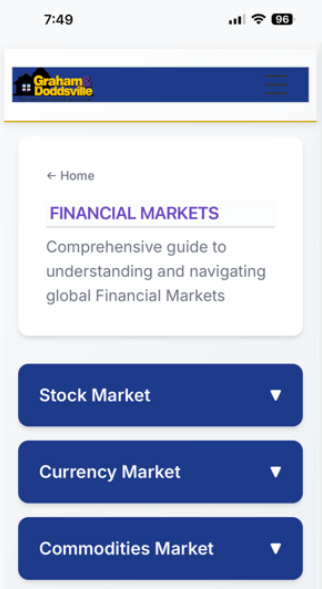 7:49
96
Graham&
Doddsville
← Home
FINANCIAL MARKETS
Comprehensive guide to
understanding and navigating
global Financial Markets
Stock Market ▼
Currency Market ▼
Commodities Market ▼